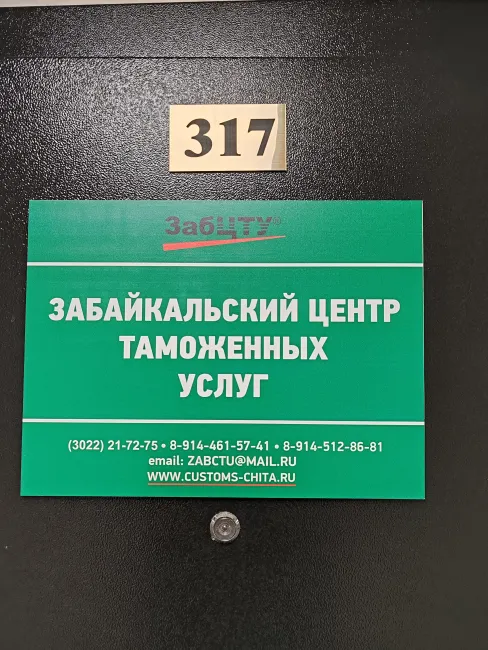 317
ЗабЦТУ®
ЗАБАЙКАЛЬСКИЙ ЦЕНТР
ТАМОЖЕННЫХ
УСЛУГ
(3022) 21-72-75 • 8-914-461-57-41 • 8-914-512-86-81
email: ZABCTU@MAIL.RU
WWW.CUSTOMS-CHITA.RU